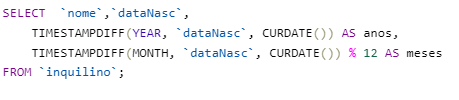 SELECT  `nome`,`dataNasc`,
    TIMESTAMPDIFF(YEAR, `dataNasc`, CURDATE()) AS anos,
    TIMESTAMPDIFF(MONTH, `dataNasc`, CURDATE()) % 12 AS meses
FROM `inquilino`;